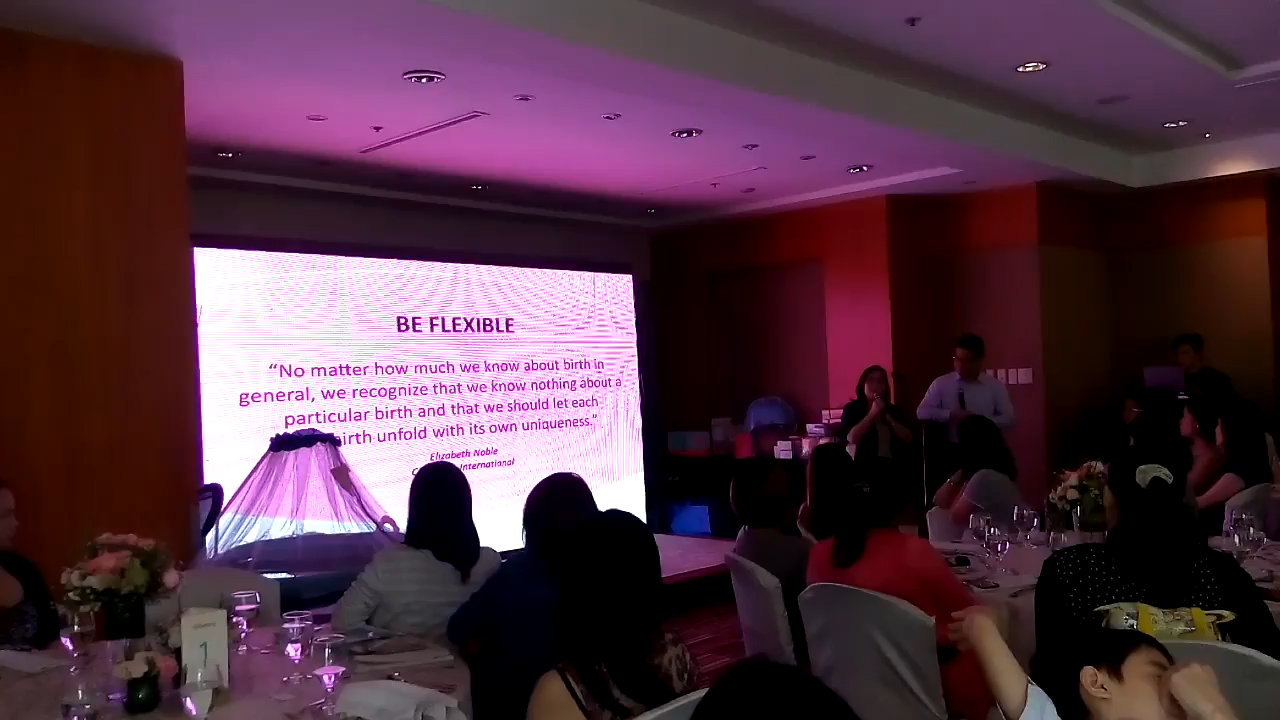 BE FLEXIBLE
“No matter how much we know about birth in
general, we recognize that we know nothing about a
particular birth and that we should let each
birth unfold with its own uniqueness.”
Elizabeth Noble
International
1